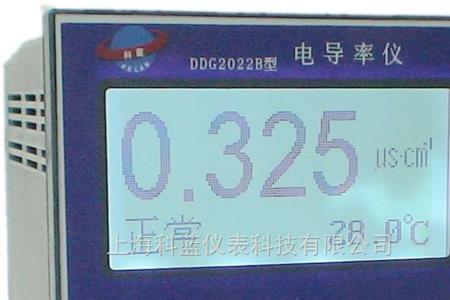 科蓝
KELAN
DDG2022B型 电导率仪
0.325 μs·cm⁻¹
正常 28.0℃
上海科蓝仪表科技有限公司